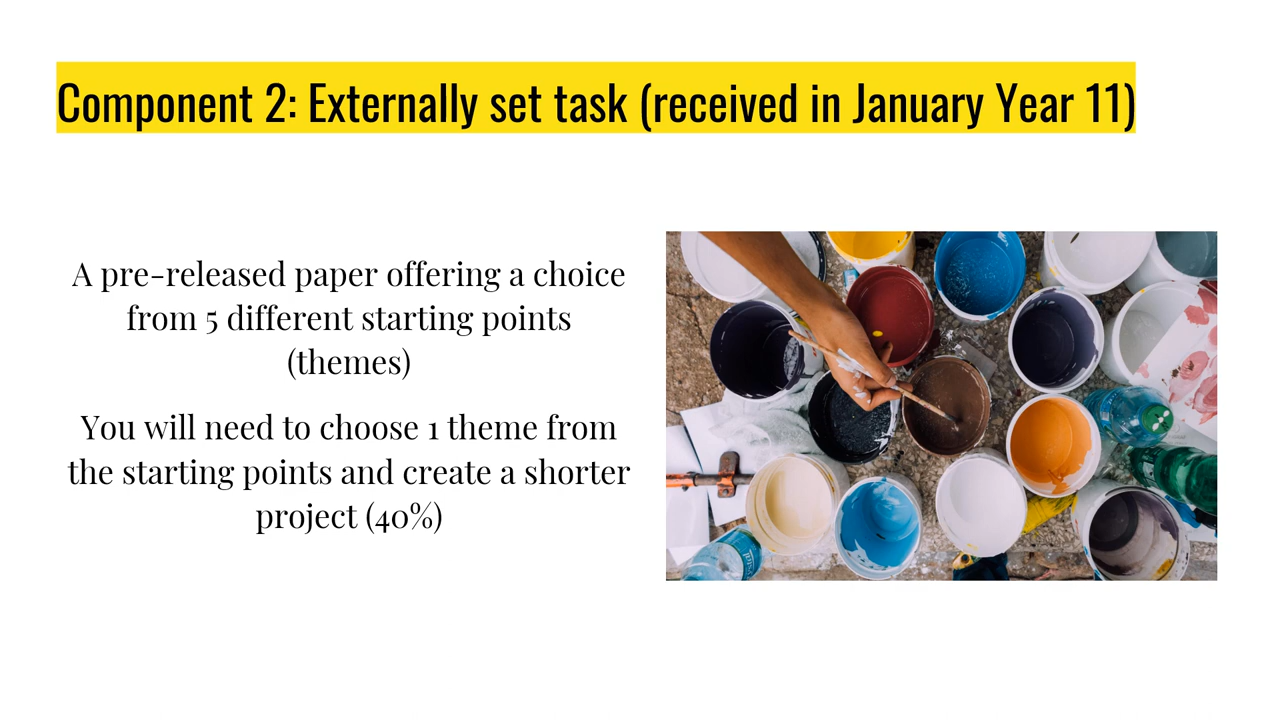 Component 2: Externally set task (received in January Year 11)
A pre-released paper offering a choice
from 5 different starting points
(themes)
You will need to choose 1 theme from
the starting points and create a shorter
project (40%)